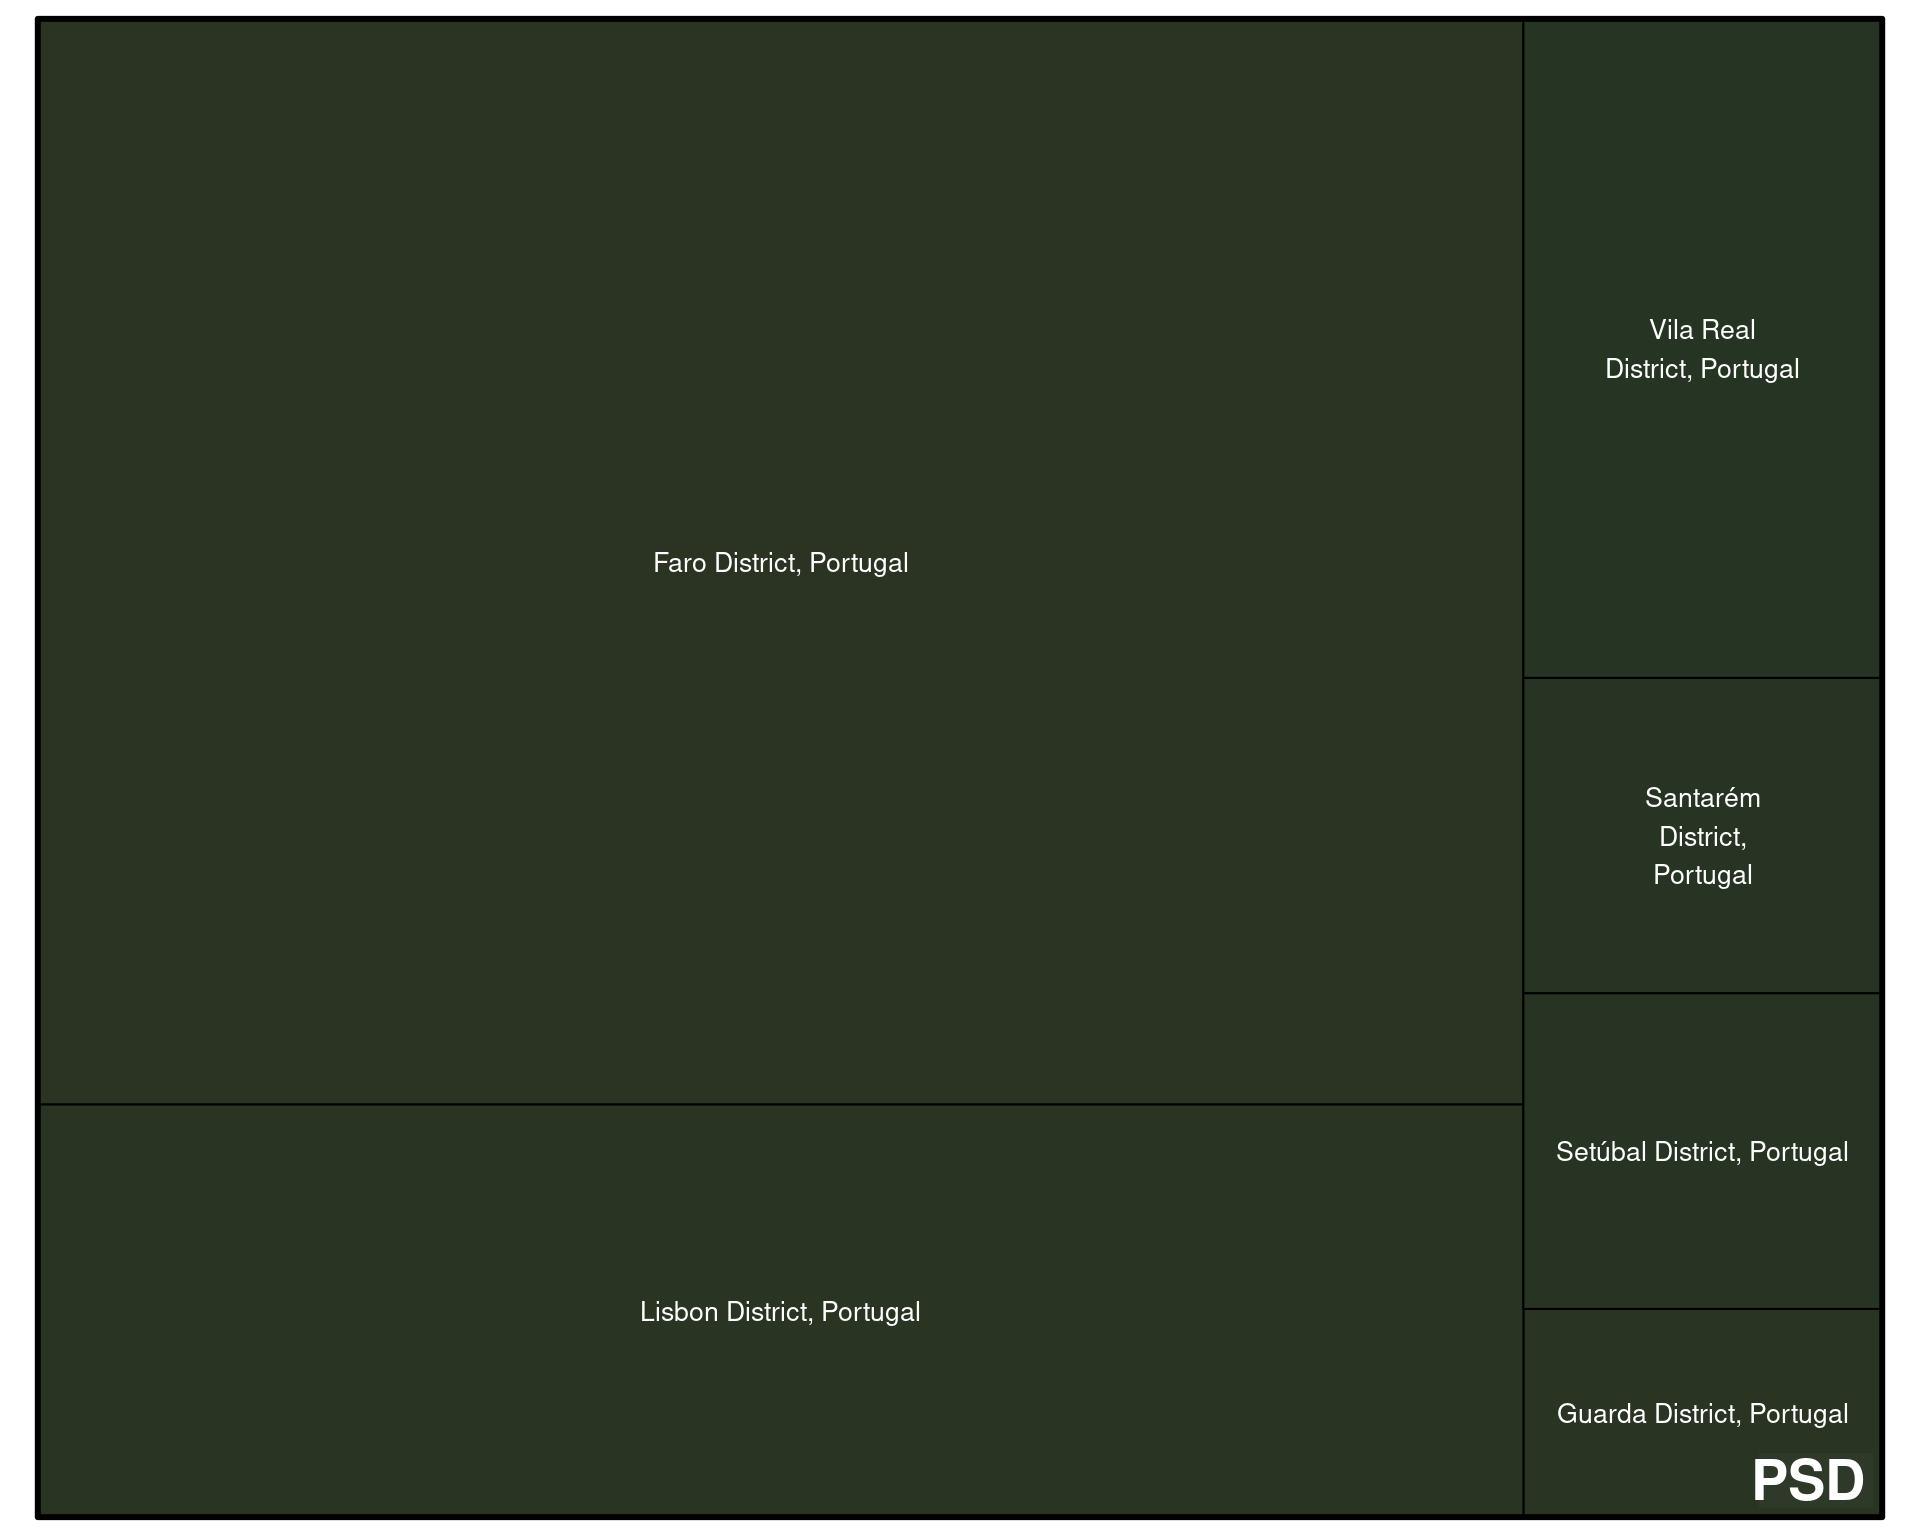 Vila Real
District, Portugal
Faro District, Portugal
Santarém
District,
Portugal
Setúbal District, Portugal
Lisbon District, Portugal
Guarda District, Portugal
PSD